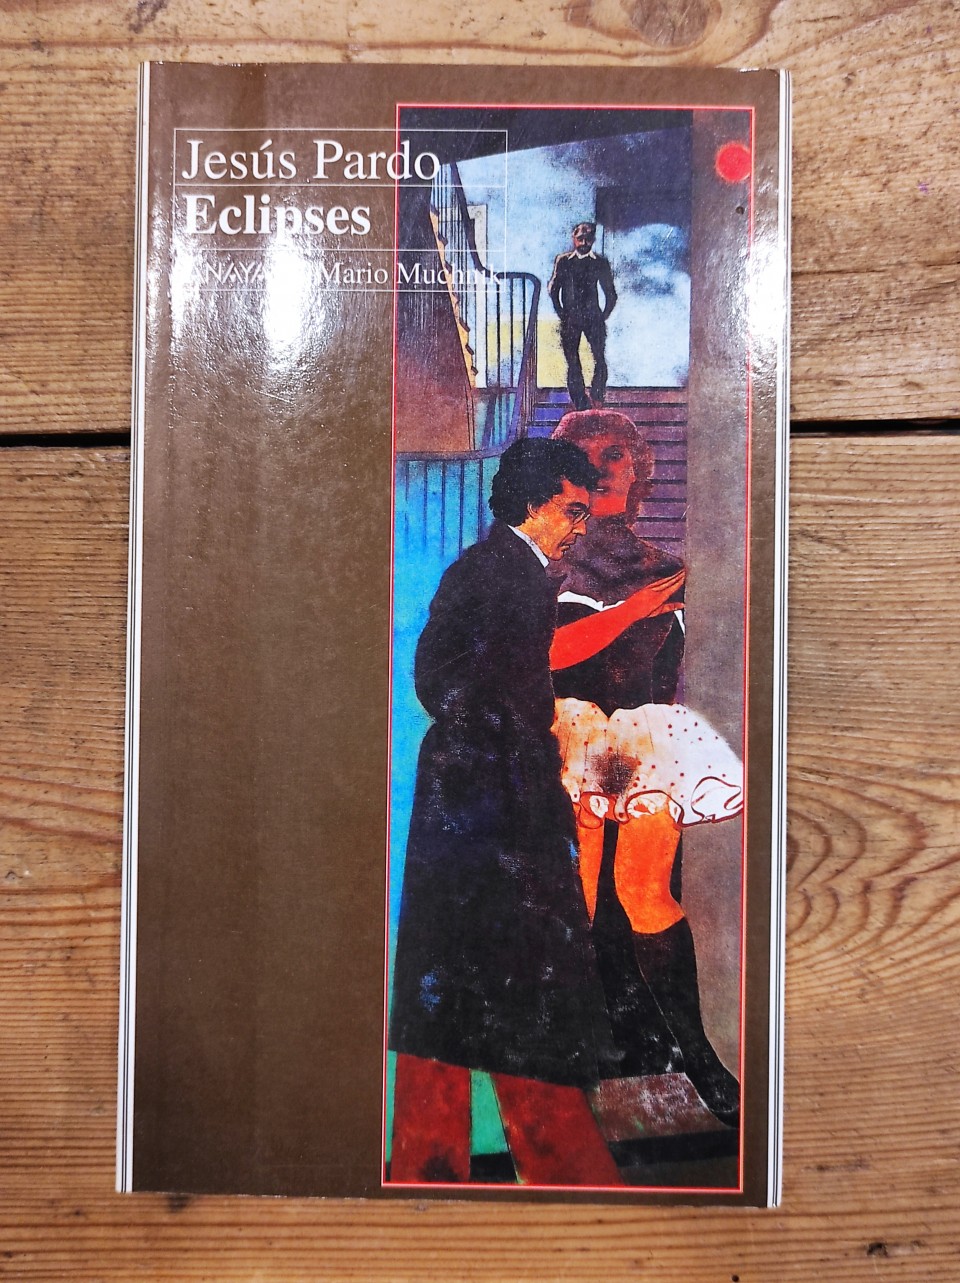 Jesús Pardo
Eclipses
ANAYA & Mario Muchnik